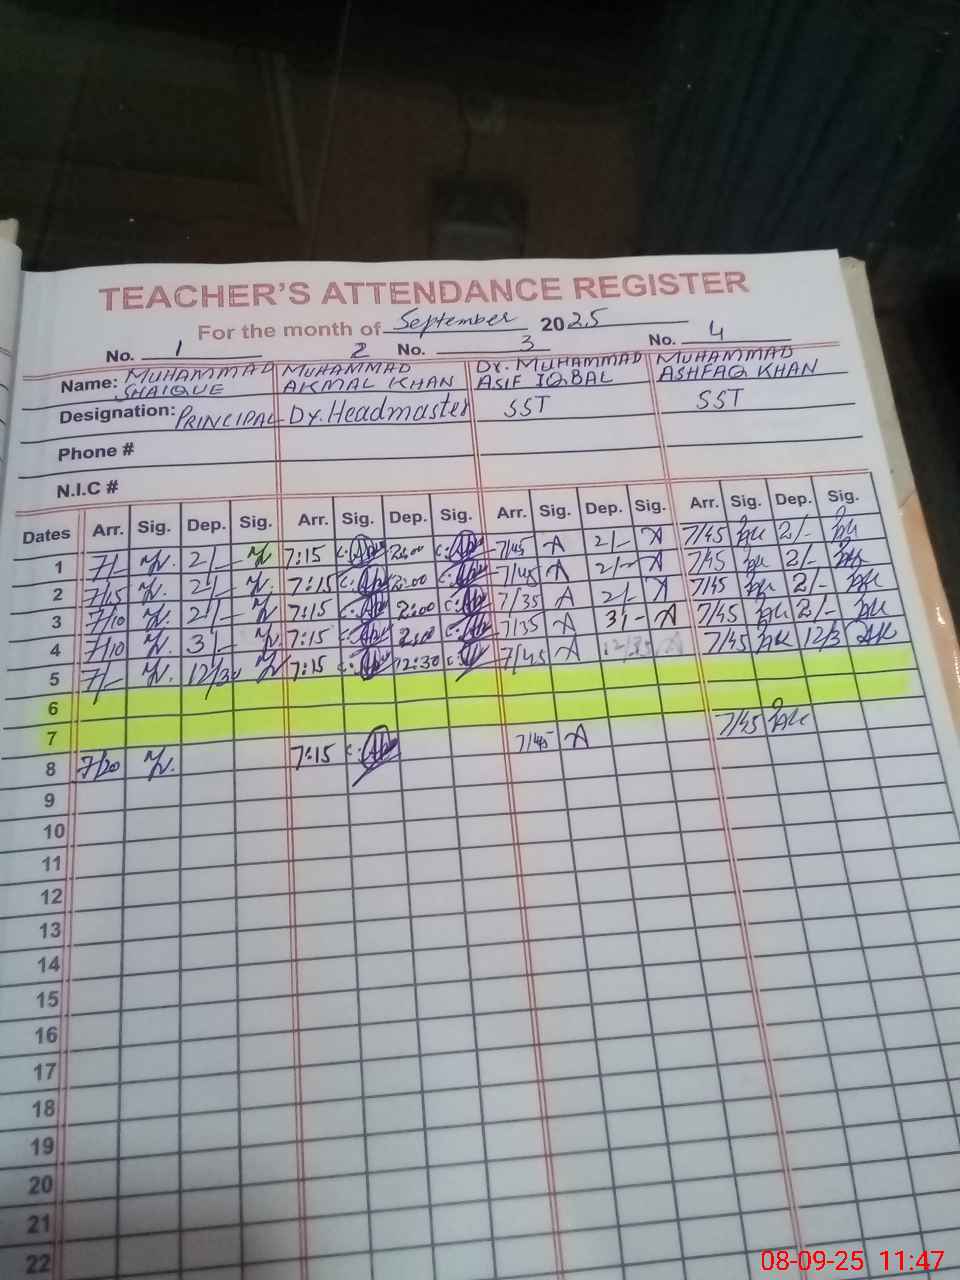 TEACHER'S ATTENDANCE REGISTER
For the month of September 2025
No. 1 2 No. 3 No. 4
Name: MUHAMMAD SHAIQUE MUHAMMAD AKMAL KHAN Dr. MUHAMMAD ASIF IQBAL MUHAMMAD ASHFAQ KHAN
Designation: PRINCIPAL Dy. Headmaster SST SST
Phone #
N.I.C #
Dates Arr. Sig. Dep. Sig. Arr. Sig. Dep. Sig. Arr. Sig. Dep. Sig. Arr. Sig. Dep. Sig.
1 7/- 2/- 7:15 2:00 7/45 A 2/- A 7/45 2/-
2 7/15 2/- 7:15 2:00 7/45 A 2/- A 7/45 2/-
3 7/10 2/- 7:15 2:00 7/35 A 2/- A 7/45 2/-
4 7/10 3/- 7:15 2:00 7/35 A 3/- A 7/45 2/-
5 7/- 12/30 7:15 12:30 7/45 A A 7/45 12/3
6
7
8 7/20 7:15 7/45 A 7/45
9
10
11
12
13
14
15
16
17
18
19
20
21
22
08-09-25 11:47